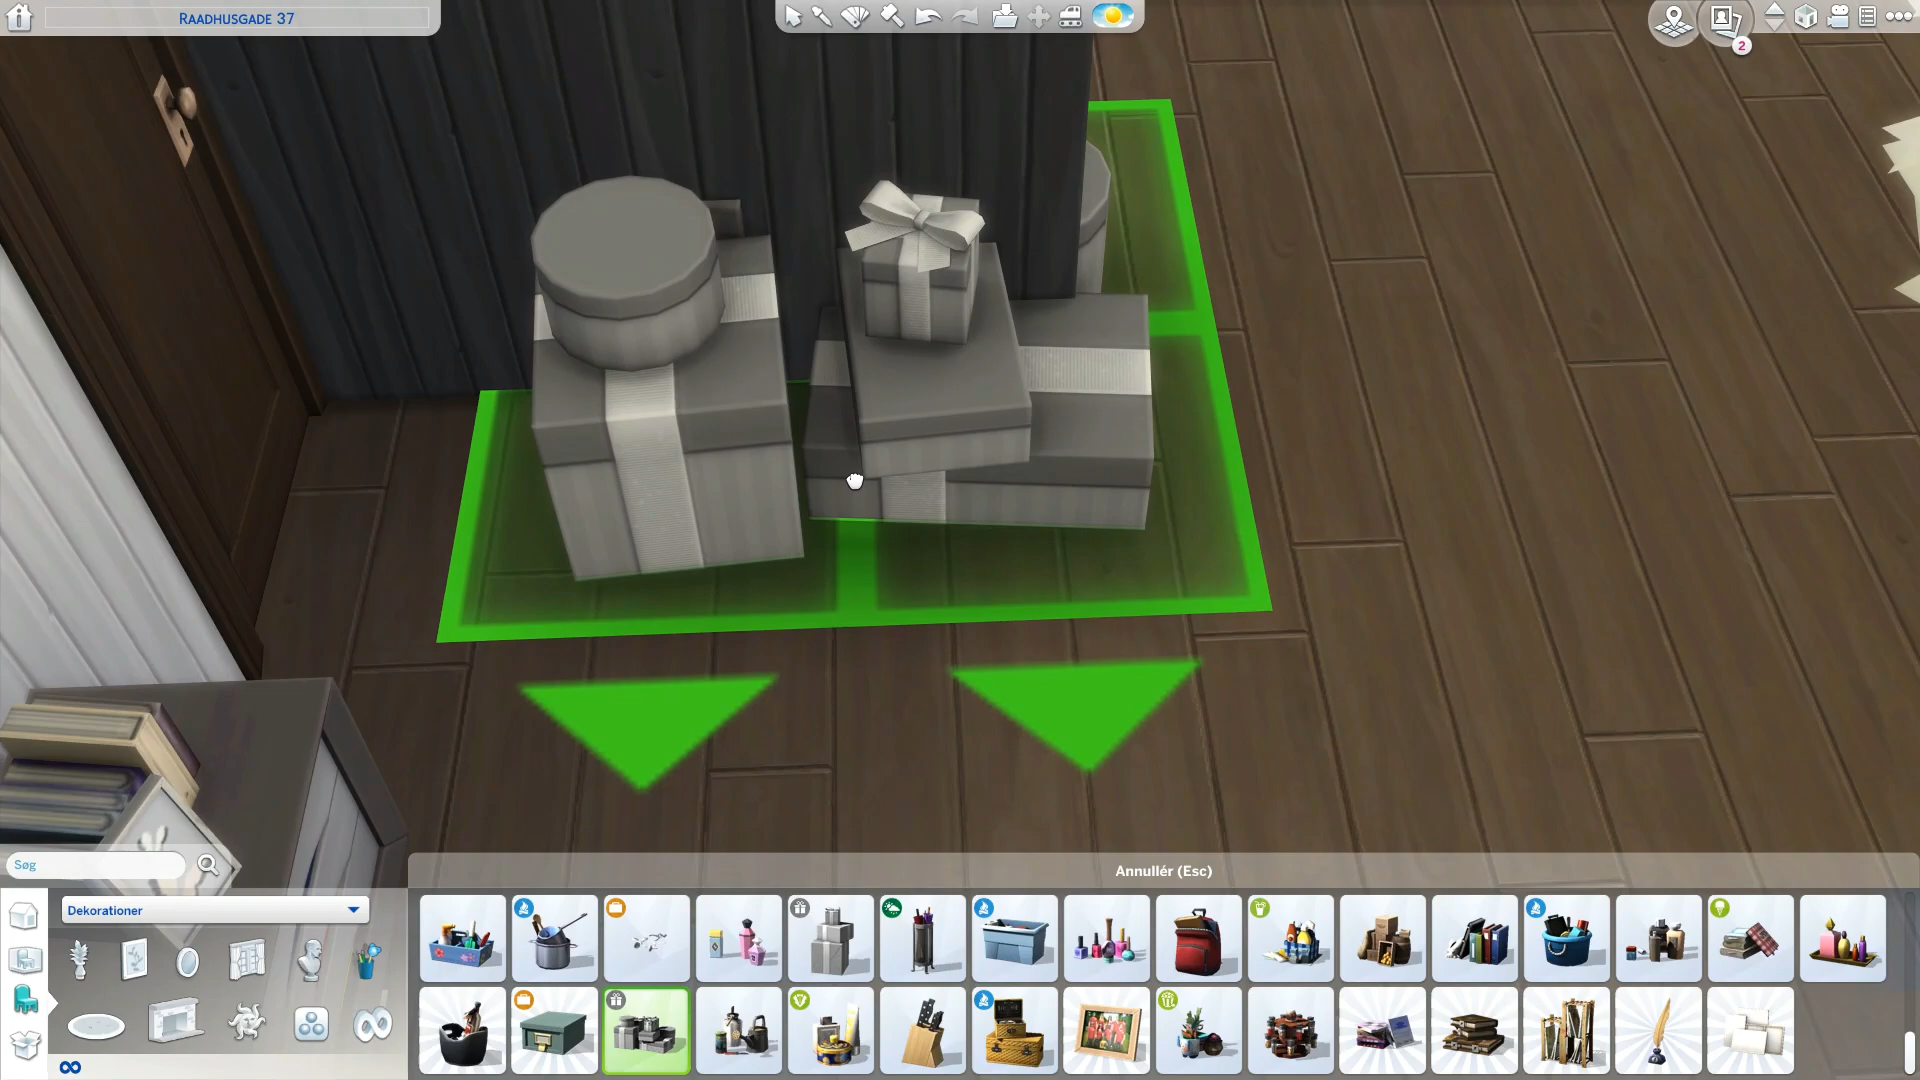 RAADHUSGADE 37
2
Søg
Annullér (Esc)
Dekorationer